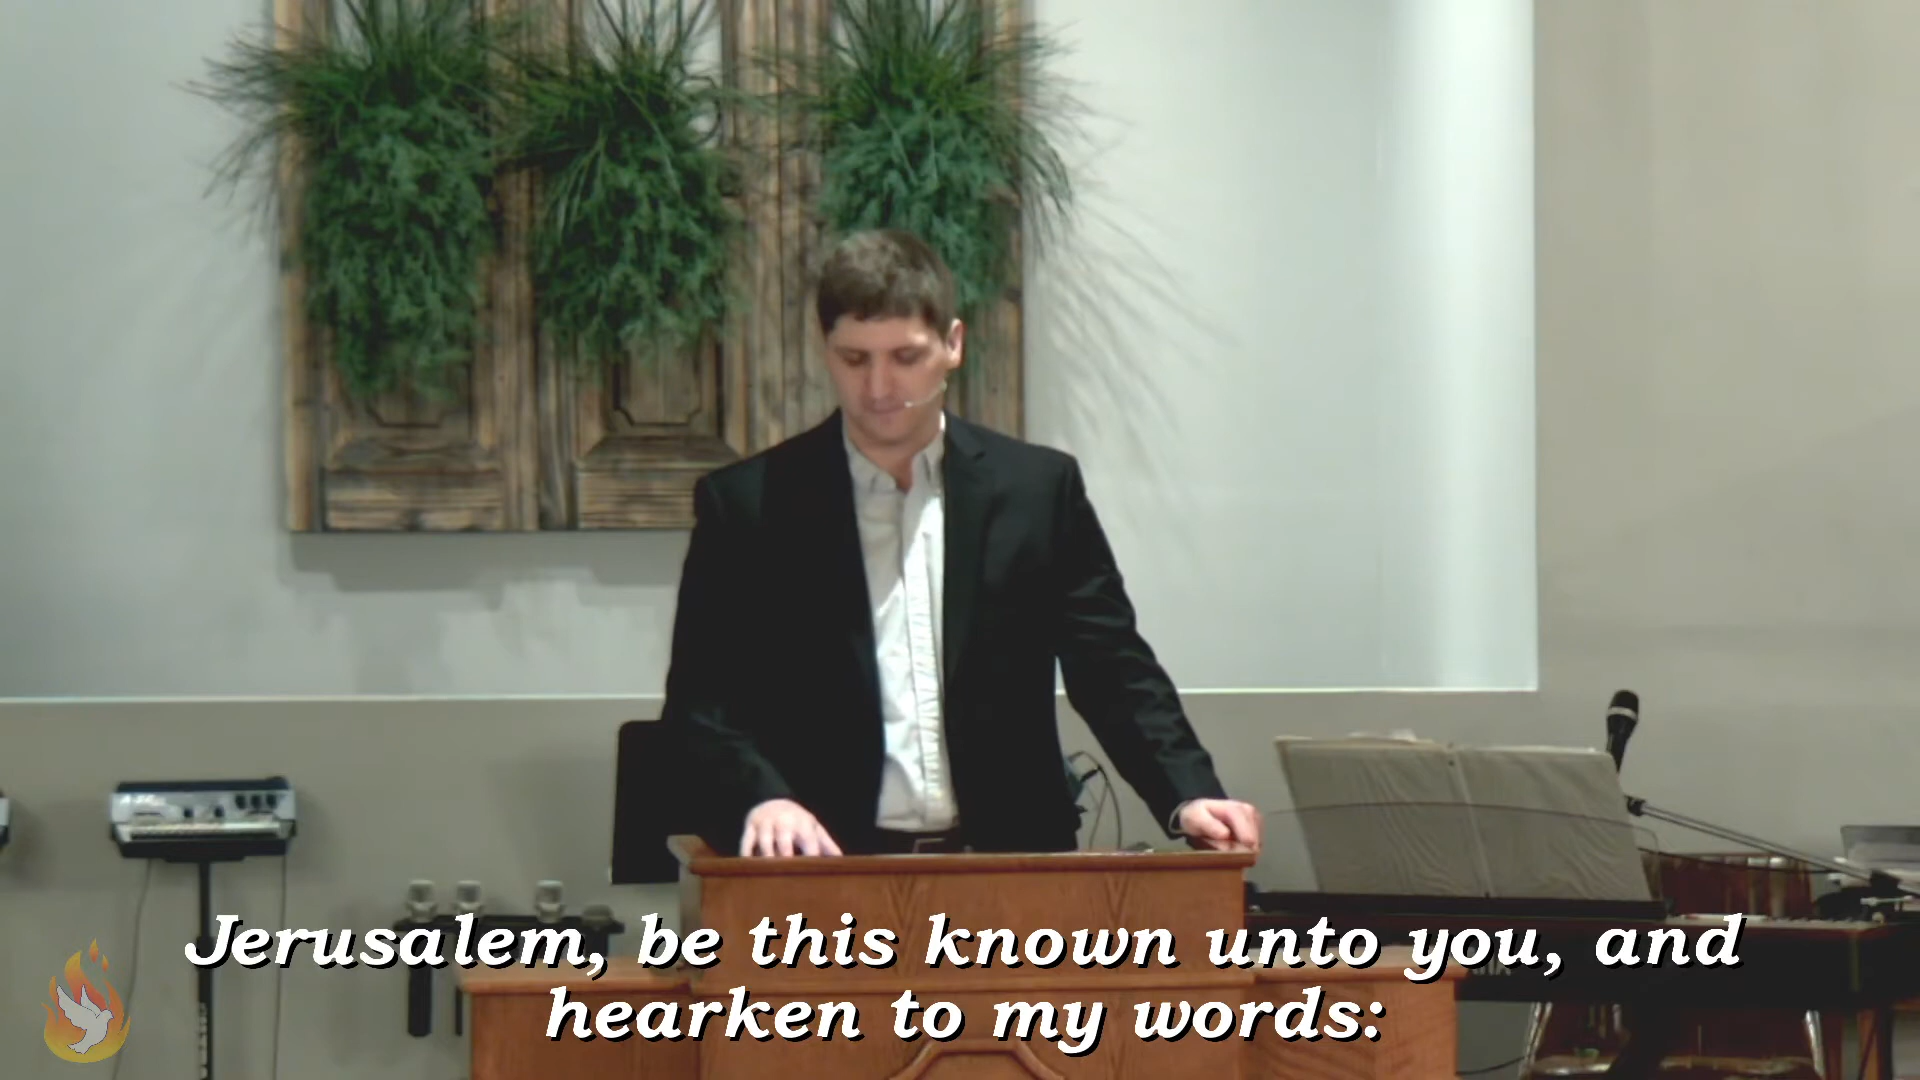 Jerusalem, be this known unto you, and
hearken to my words: